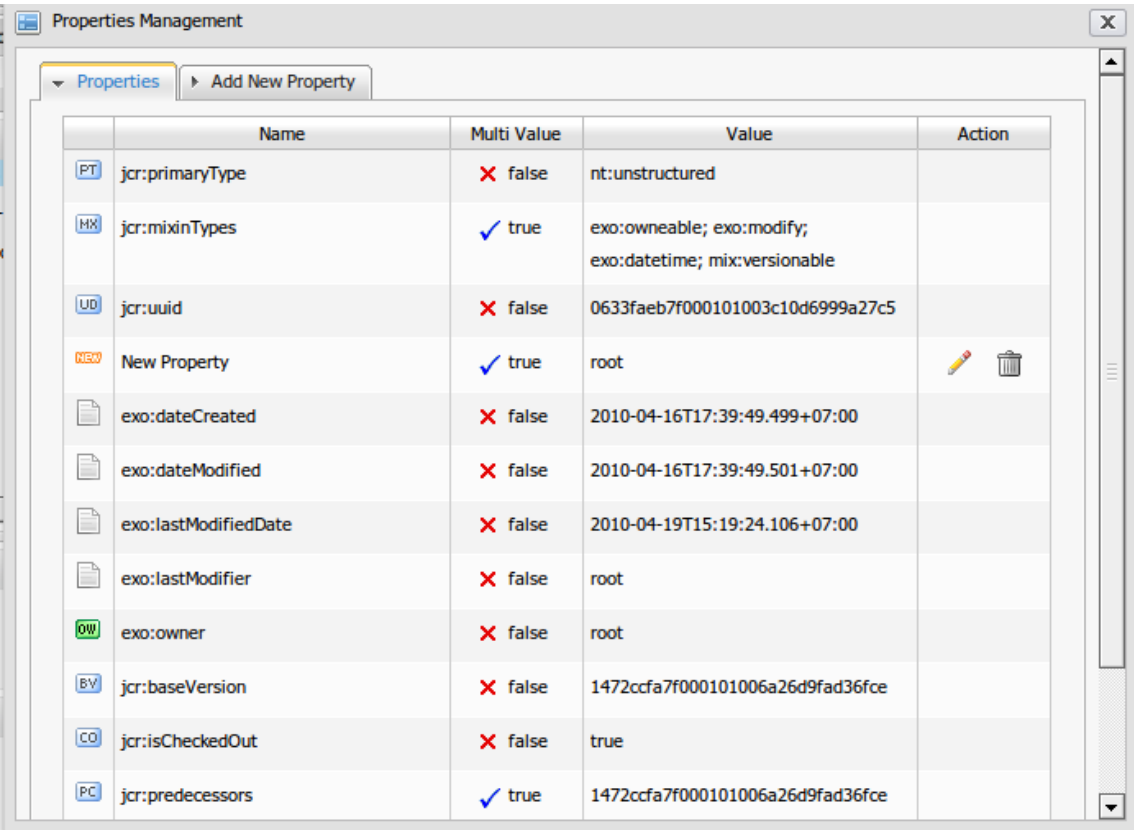 Properties Management X
Properties Add New Property
Name Multi Value Value Action
PT jcr:primaryType false nt:unstructured
MX jcr:mixinTypes true exo:owneable; exo:modify;
exo:datetime; mix:versionable
UD jcr:uuid false 0633faeb7f000101003c10d6999a27c5
NEW New Property true root
exo:dateCreated false 2010-04-16T17:39:49.499+07:00
exo:dateModified false 2010-04-16T17:39:49.501+07:00
exo:lastModifiedDate false 2010-04-19T15:19:24.106+07:00
exo:lastModifier false root
OW exo:owner false root
BV jcr:baseVersion false 1472ccfa7f000101006a26d9fad36fce
CO jcr:isCheckedOut false true
PC jcr:predecessors true 1472ccfa7f000101006a26d9fad36fce